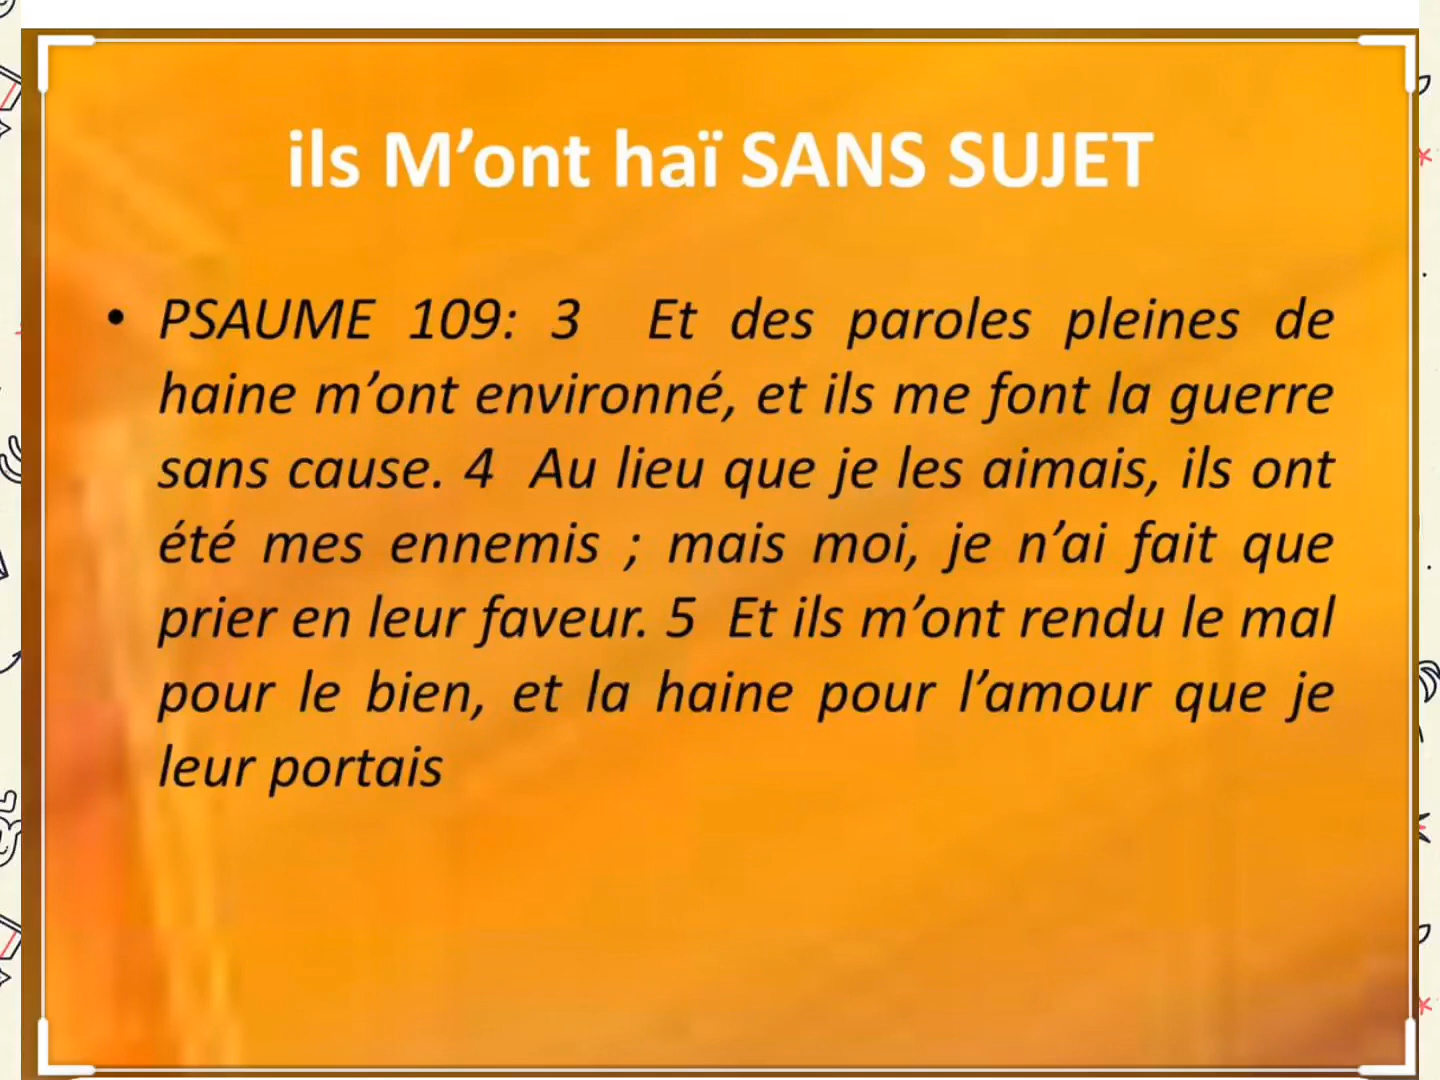 ils M’ont haï SANS SUJET
• PSAUME 109: 3 Et des paroles pleines de
haine m’ont environné, et ils me font la guerre
sans cause. 4 Au lieu que je les aimais, ils ont
été mes ennemis ; mais moi, je n’ai fait que
prier en leur faveur. 5 Et ils m’ont rendu le mal
pour le bien, et la haine pour l’amour que je
leur portais